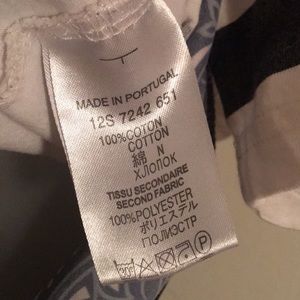 MADE IN PORTUGAL
12S 7242 651
100%COTON
COTTON
綿 N
ХЛОПОК
TISSU SECONDAIRE
SECOND FABRIC
100%POLYESTER
ポリエステル
ПОЛИЭСТР
30°
P